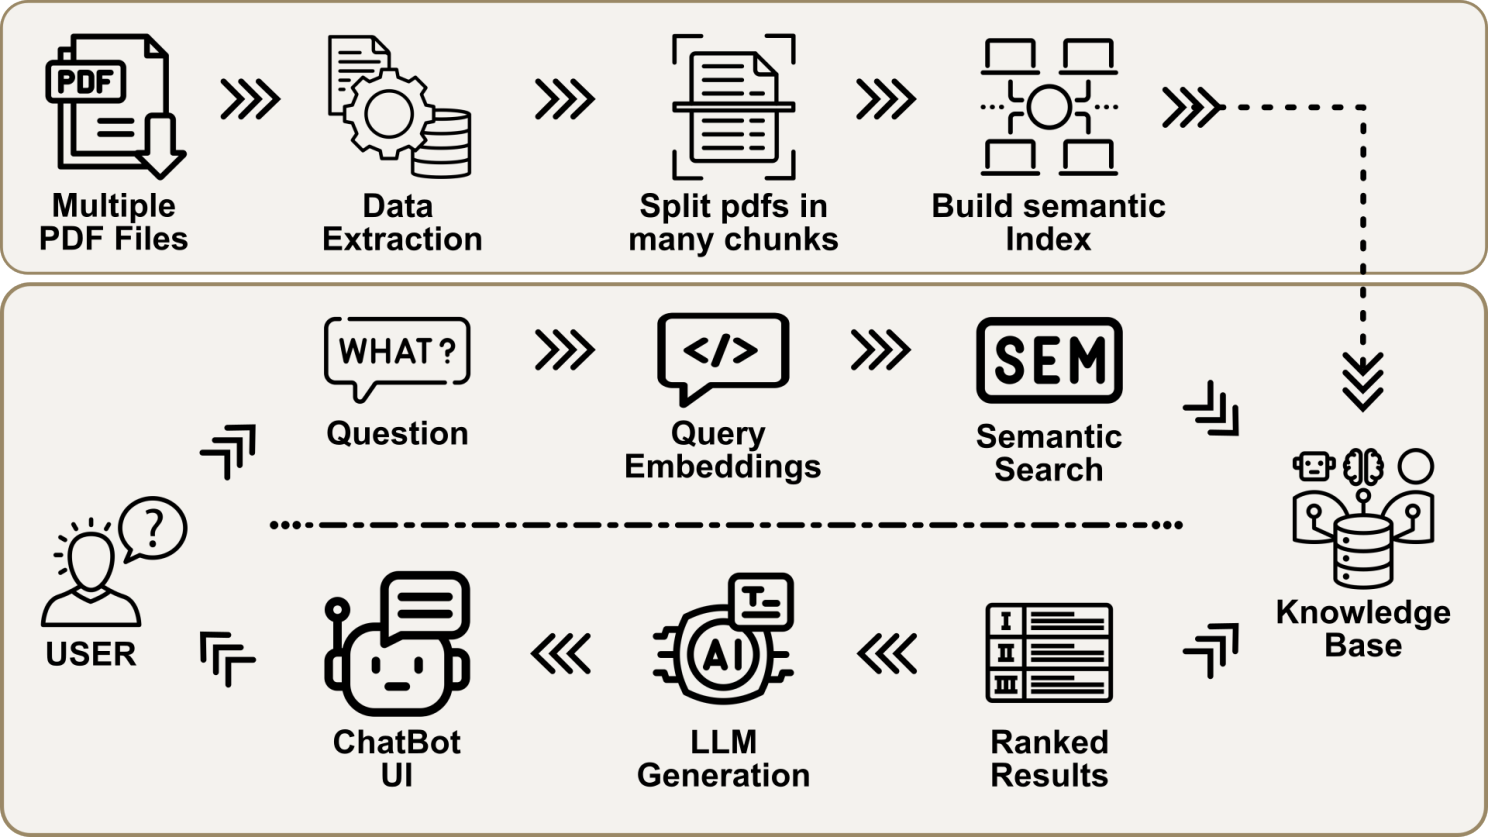 PDF
Multiple
PDF Files
Data
Extraction
Split pdfs in
many chunks
Build semantic
Index
WHAT?
Question
</>
Query
Embeddings
SEM
Semantic
Search
?
USER
Knowledge
Base
ChatBot
UI
T_
AI
LLM
Generation
I
II
III
Ranked
Results